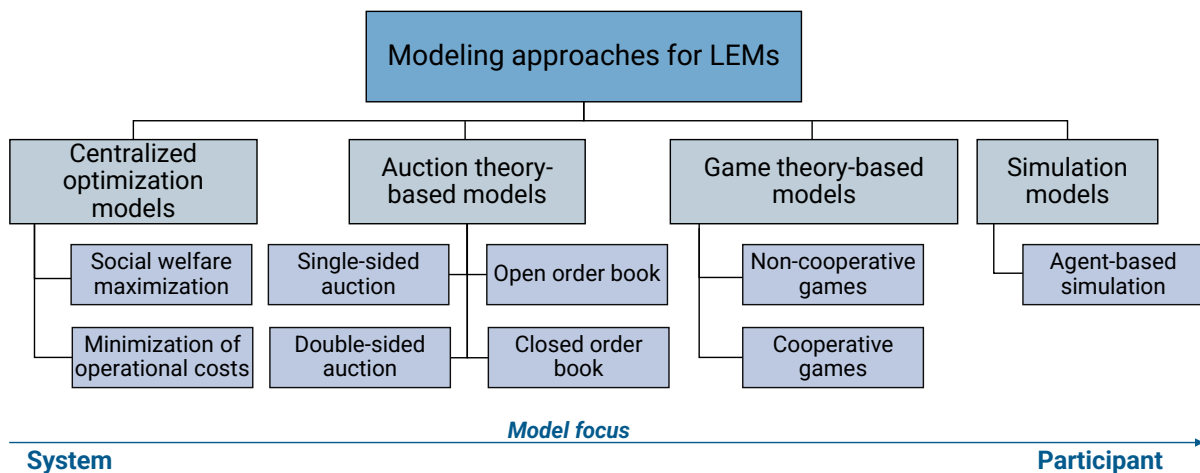 Modeling approaches for LEMs
Centralized
optimization
models
Auction theory-
based models
Game theory-based
models
Simulation
models
Social welfare
maximization
Single-sided
auction
Open order book
Non-cooperative
games
Agent-based
simulation
Minimization of
operational costs
Double-sided
auction
Closed order
book
Cooperative
games
Model focus
System
Participant